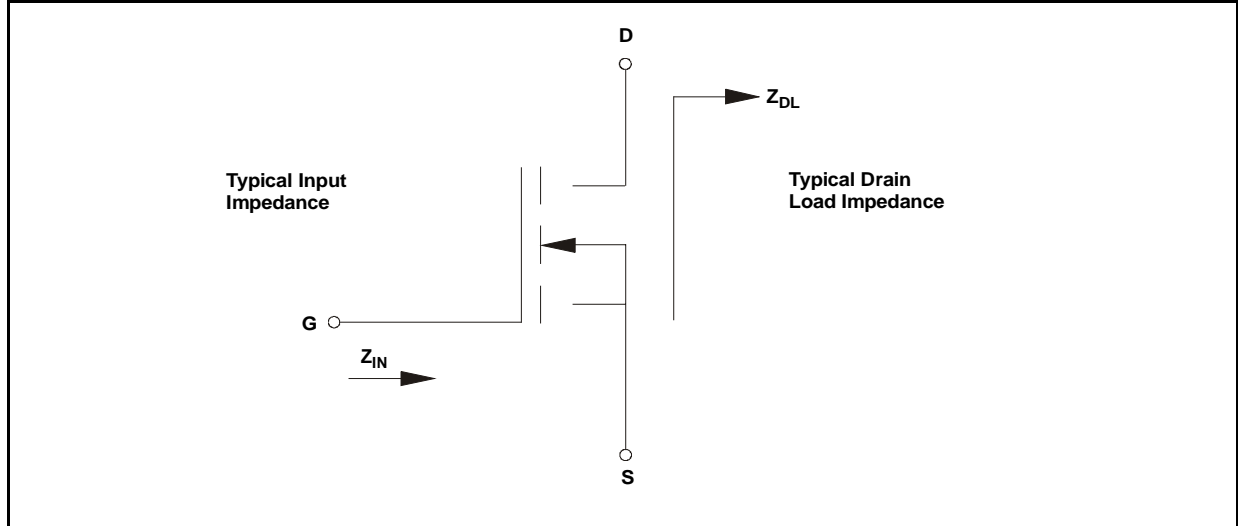 D
Z_DL
Typical Input
Impedance
Typical Drain
Load Impedance
G
Z_IN
S